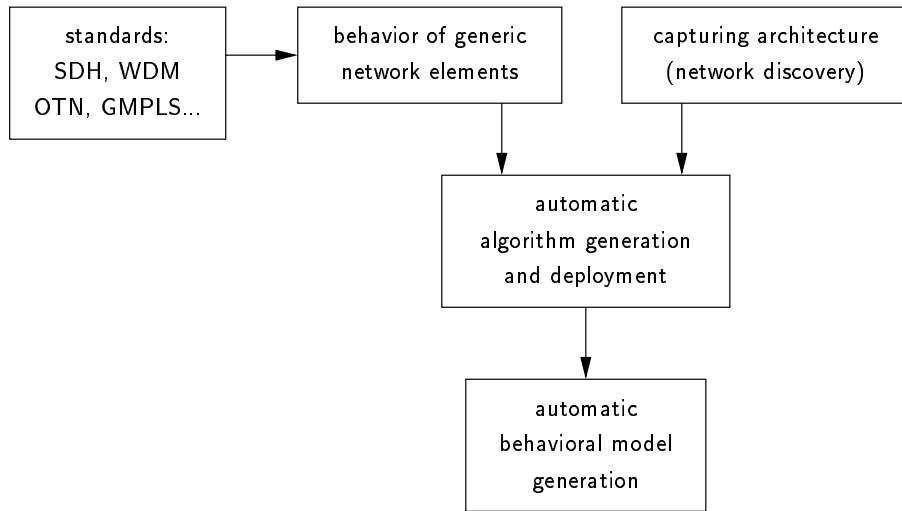 standards:
SDH, WDM
OTN, GMPLS...
behavior of generic
network elements
capturing architecture
(network discovery)
automatic
algorithm generation
and deployment
automatic
behavioral model
generation